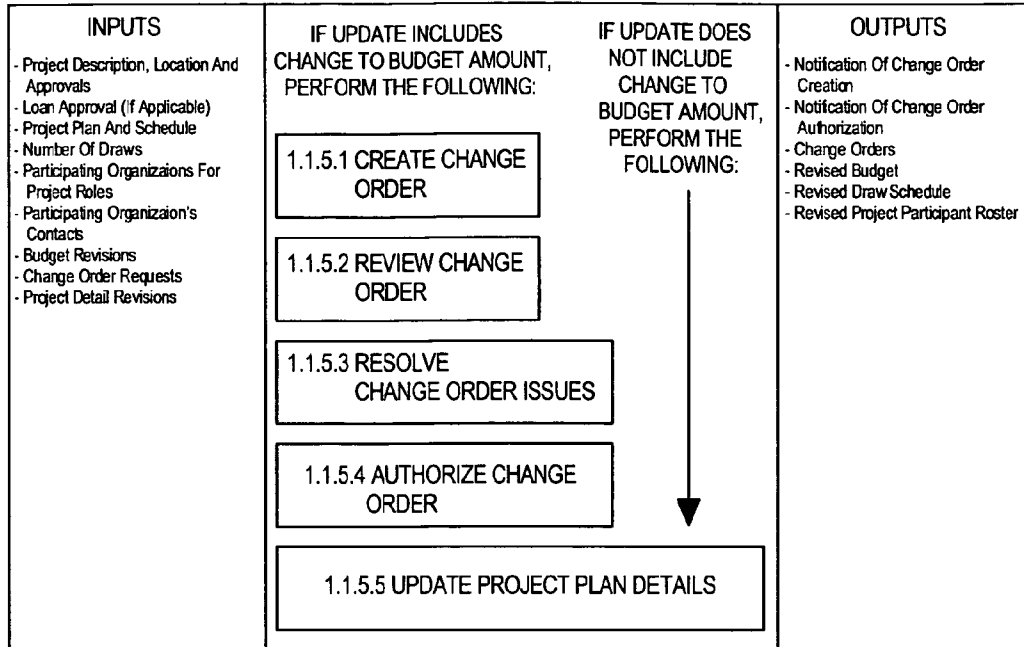 INPUTS
- Project Description, Location And
Approvals
- Loan Approval (If Applicable)
- Project Plan And Schedule
- Number Of Draws
- Participating Organizaions For
Project Roles
- Participating Organizaion's
Contacts
- Budget Revisions
- Change Order Requests
- Project Detail Revisions
IF UPDATE INCLUDES
CHANGE TO BUDGET AMOUNT,
PERFORM THE FOLLOWING:
1.1.5.1 CREATE CHANGE
ORDER
1.1.5.2 REVIEW CHANGE
ORDER
1.1.5.3 RESOLVE
CHANGE ORDER ISSUES
1.1.5.4 AUTHORIZE CHANGE
ORDER
IF UPDATE DOES
NOT INCLUDE
CHANGE TO
BUDGET AMOUNT,
PERFORM THE
FOLLOWING:
1.1.5.5 UPDATE PROJECT PLAN DETAILS
OUTPUTS
- Notification Of Change Order
Creation
- Notification Of Change Order
Authorization
- Change Orders
- Revised Budget
- Revised Draw Schedule
- Revised Project Participant Roster